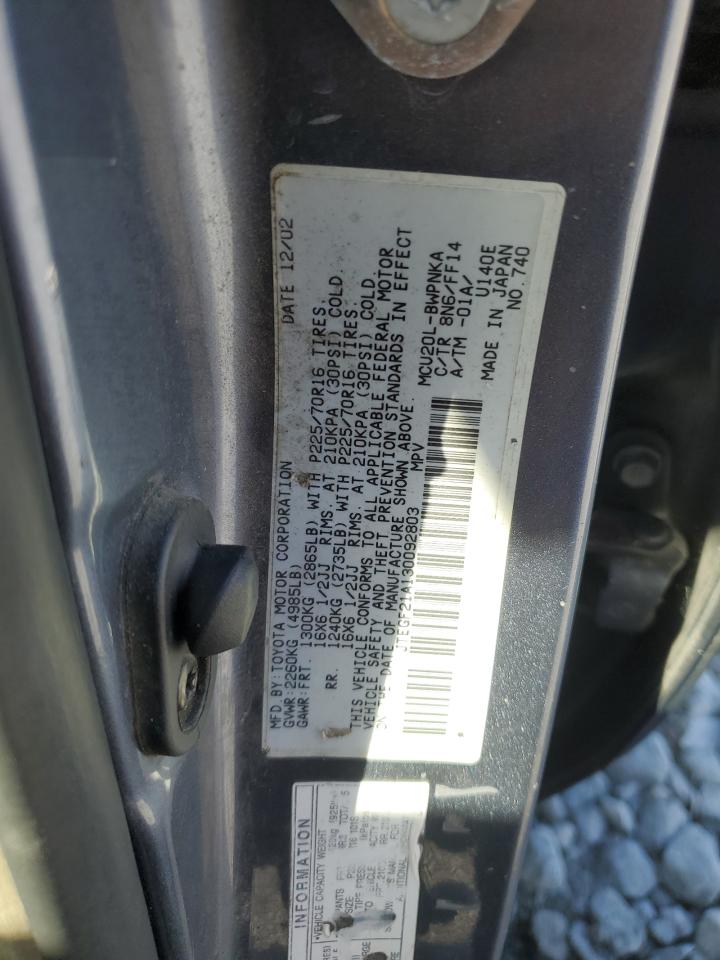 MFD BY: TOYOTA MOTOR CORPORATION DATE 12/02
GVWR: 2260KG (4985LB)
GAWR: FRT. 1300KG (2865LB) WITH P225/70R16 TIRES.
16X6 1/2JJ RIMS. AT 210KPA (30PSI) COLD.
RR. 1240KG (2735LB) WITH P225/70R16 TIRES.
16X6 1/2JJ RIMS. AT 210KPA (30PSI) COLD.
THIS VEHICLE CONFORMS TO ALL APPLICABLE FEDERAL MOTOR
VEHICLE SAFETY AND THEFT PREVENTION STANDARDS IN EFFECT
DATE OF MANUFACTURE SHOWN ABOVE.
JTEGF21A130092803 MPV
MCU20L-BWPNKA
C/TR 8N6/FF14
A/TM -01A/
U140E
MADE IN JAPAN
NO.740
INFORMATION
•VEHICLE CAPACITY WEIGHT